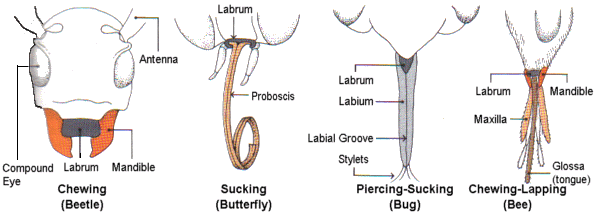 Antenna
Compound
Eye
Labrum
Mandible
Chewing
(Beetle)
Labrum
Proboscis
Sucking
(Butterfly)
Labrum
Labium
Labial Groove
Stylets
Piercing-Sucking
(Bug)
Labrum
Mandible
Maxilla
Glossa
(tongue)
Chewing-Lapping
(Bee)